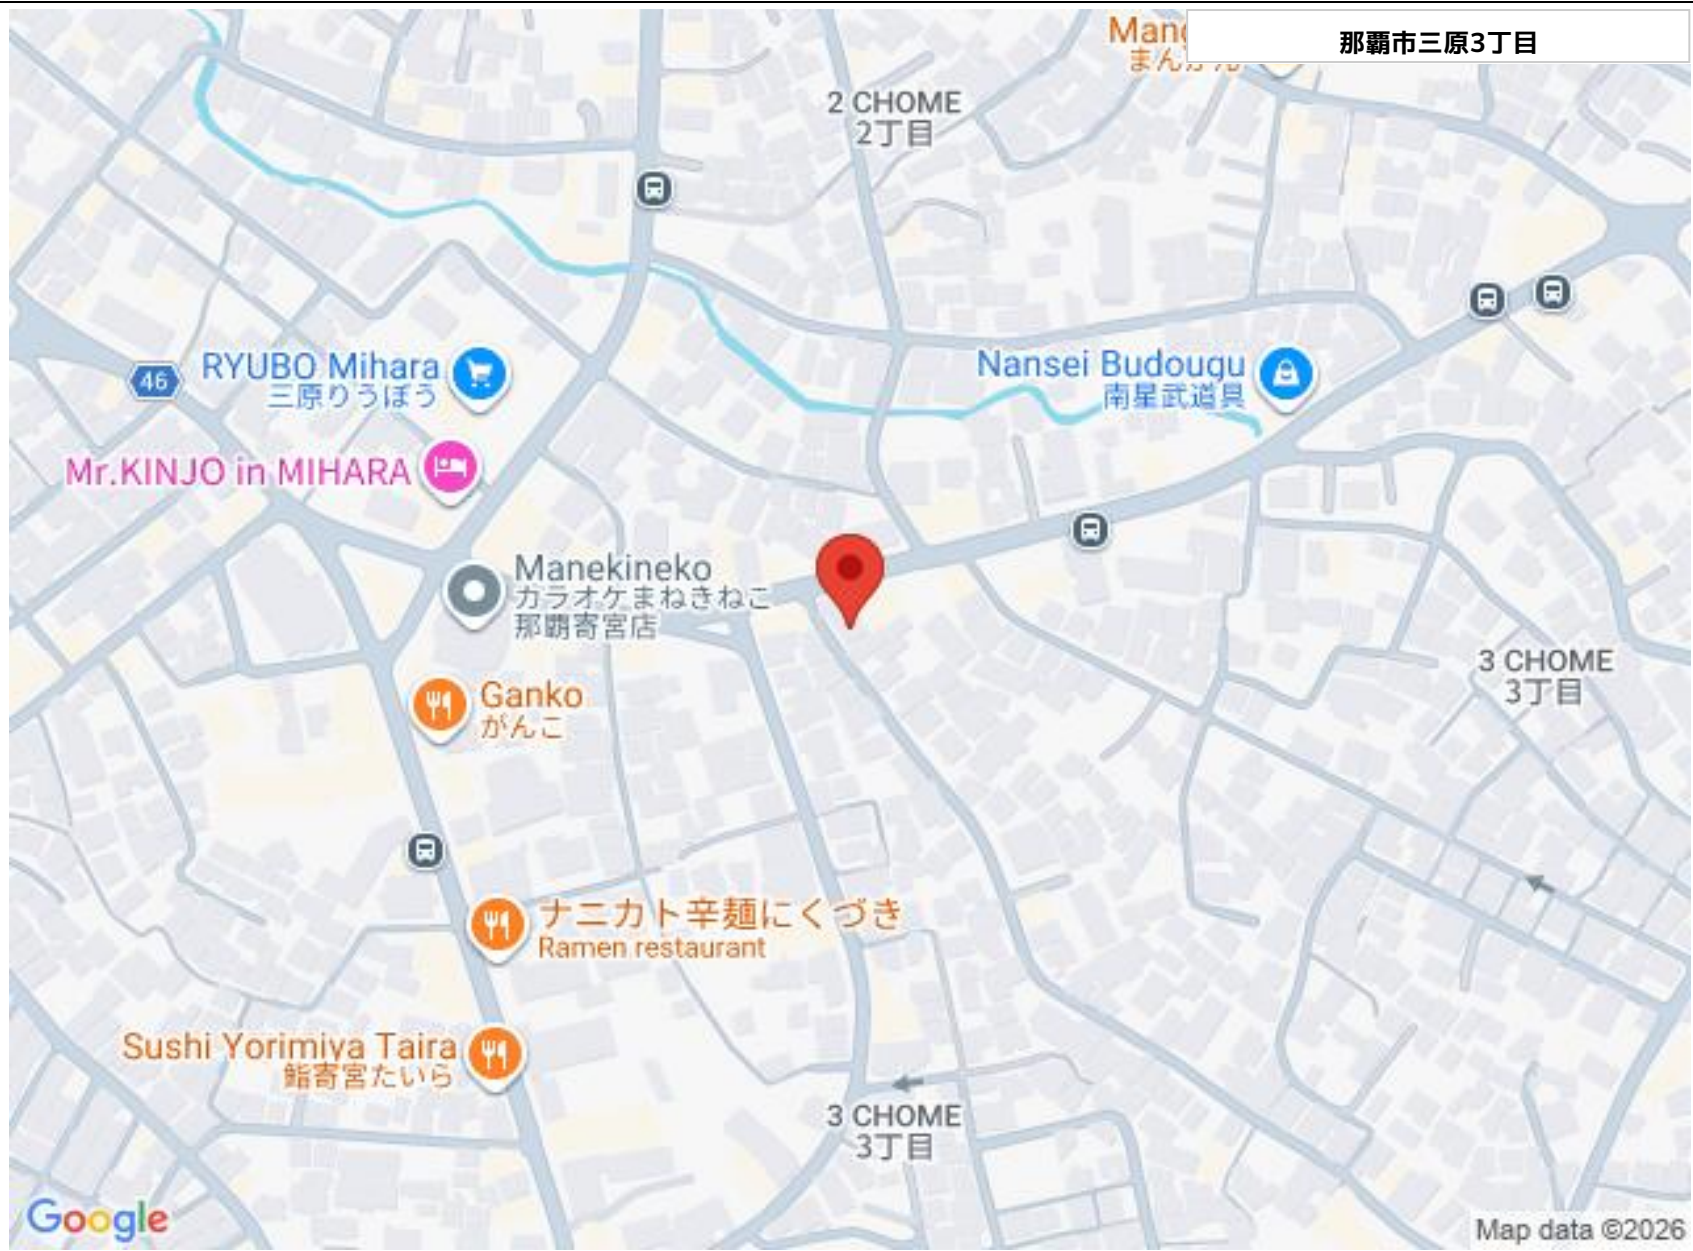 那覇市三原3丁目
2 CHOME
2丁目
RYUBO Mihara
三原りうぼう
46
Nansei Budougu
南星武道具
Mr.KINJO in MIHARA
Manekineko
カラオケまねきねこ
那覇寄宮店
3 CHOME
3丁目
Ganko
がんこ
ナニカト辛麺にくづき
Ramen restaurant
Sushi Yorimiya Taira
鮨寄宮たいら
3 CHOME
3丁目
Google
Map data ©2026